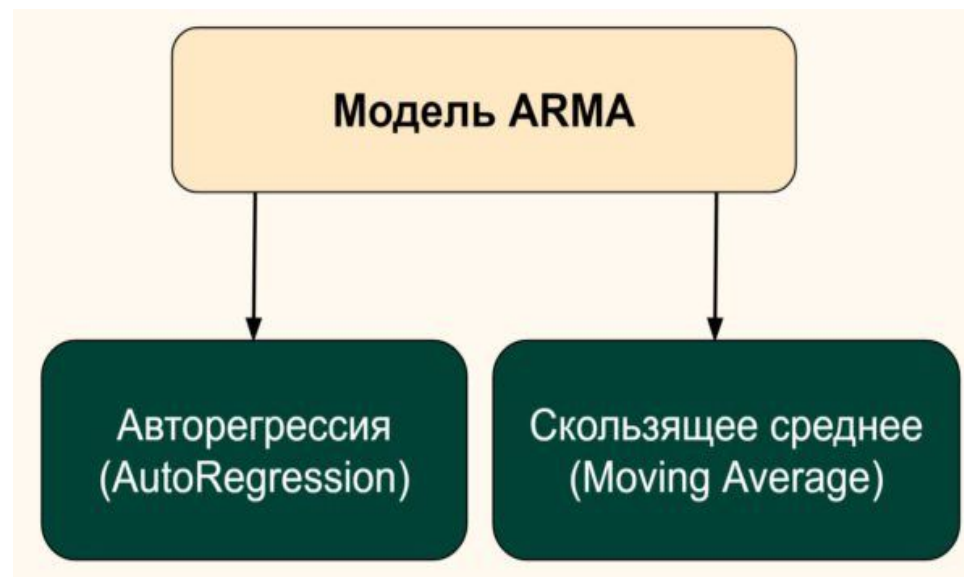 Модель ARMA
Авторегрессия
(AutoRegression)
Скользящее среднее
(Moving Average)